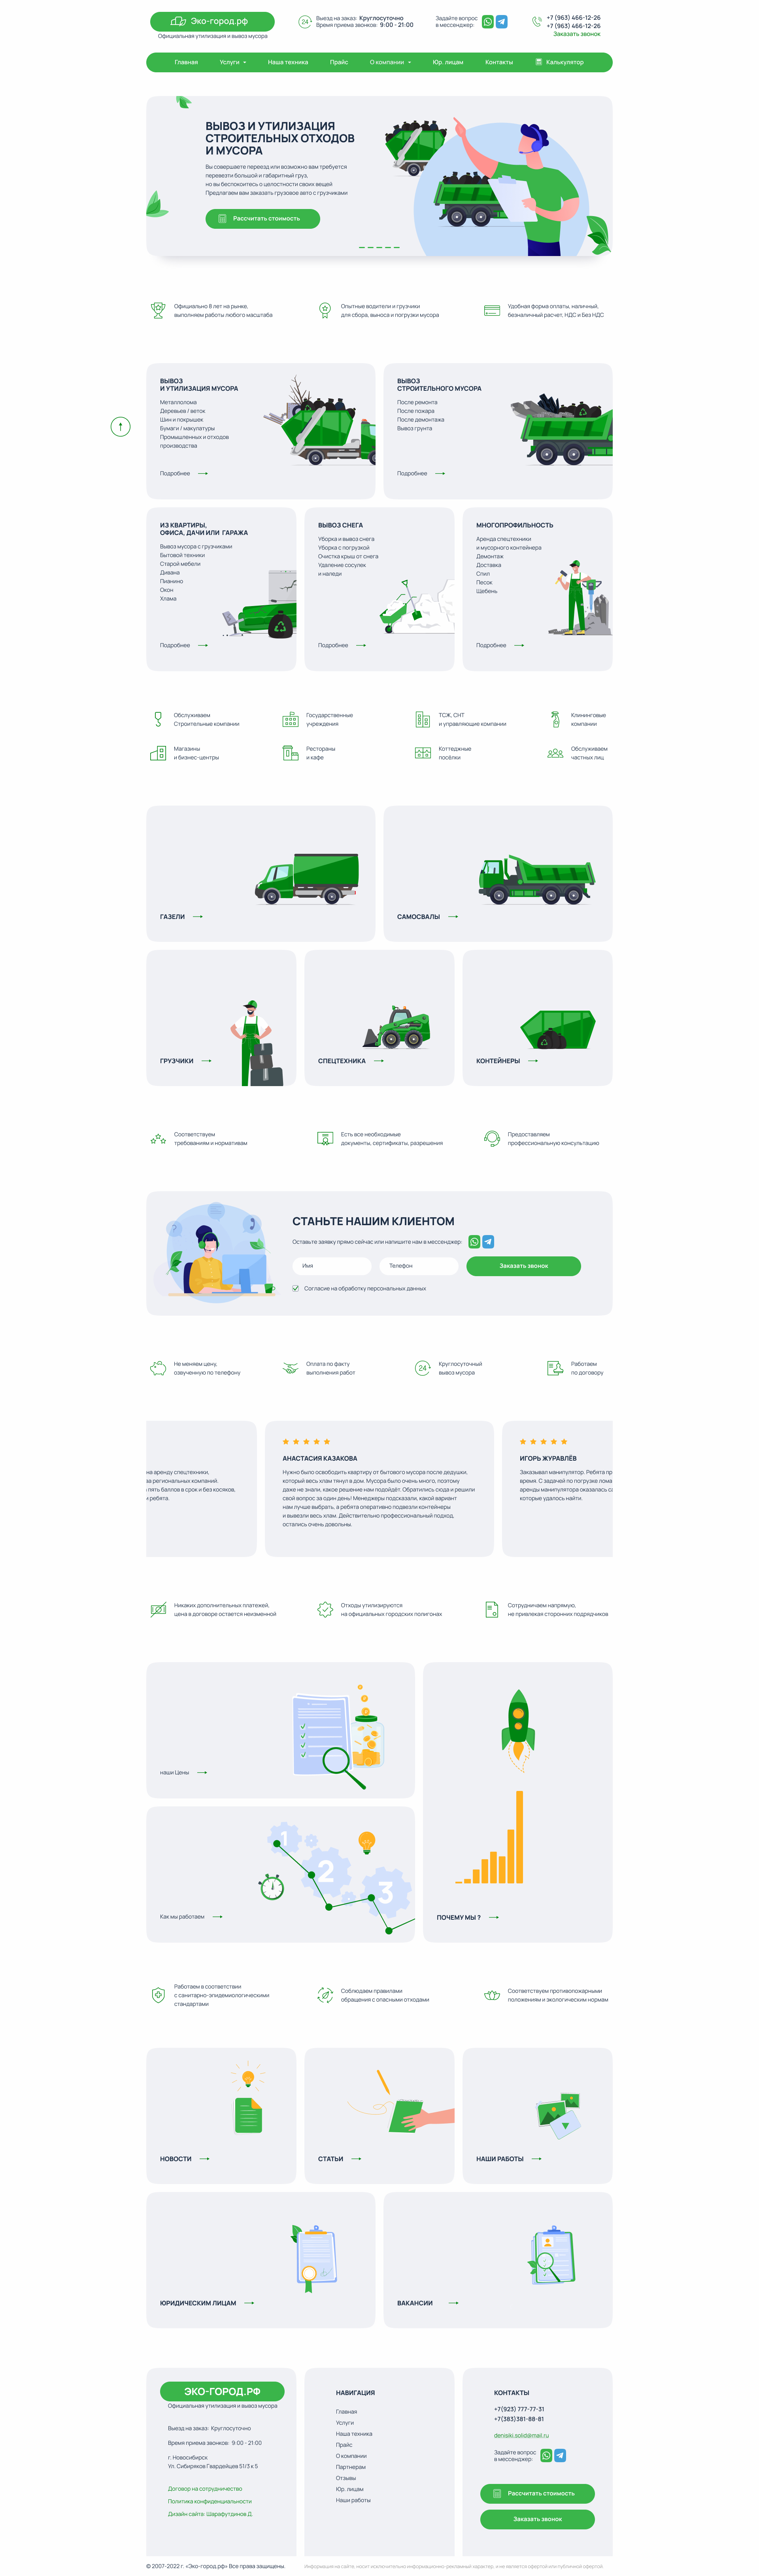 Эко-город.рф
Официальная утилизация и вывоз мусора
24
Выезд на заказ: Круглосуточно
Время приема звонков: 9:00 - 21:00
Задайте вопрос
в мессенджер:
+7 (963) 466-12-26
+7 (963) 466-12-26
Заказать звонок
Главная
Услуги
Наша техника
Прайс
О компании
Юр. лицам
Контакты
Калькулятор
ВЫВОЗ И УТИЛИЗАЦИЯ
СТРОИТЕЛЬНЫХ ОТХОДОВ
И МУСОРА
Вы совершаете переезд или возможно вам требуется
перевезти большой и габаритный груз,
но вы беспокоитесь о целостности своих вещей
Предлагаем вам заказать грузовое авто с грузчиками
Рассчитать стоимость
Официально 8 лет на рынке,
выполняем работы любого масштаба
Опытные водители и грузчики
для сбора, выноса и погрузки мусора
Удобная форма оплаты, наличный,
безналичный расчет, НДС и Без НДС
ВЫВОЗ
И УТИЛИЗАЦИЯ МУСОРА
Металлолома
Деревьев / веток
Шин и покрышек
Бумаги / макулатуры
Промышленных и отходов
производства
Подробнее
ВЫВОЗ
СТРОИТЕЛЬНОГО МУСОРА
После ремонта
После пожара
После демонтажа
Вывоз грунта
Подробнее
ИЗ КВАРТИРЫ,
ОФИСА, ДАЧИ ИЛИ ГАРАЖА
Вывоз мусора с грузчиками
Бытовой техники
Старой мебели
Дивана
Пианино
Окон
Хлама
Подробнее
ВЫВОЗ СНЕГА
Уборка и вывоз снега
Уборка с погрузкой
Очистка крыш от снега
Удаление сосулек
и наледи
Подробнее
МНОГОПРОФИЛЬНОСТЬ
Аренда спецтехники
и мусорного контейнера
Демонтаж
Доставка
Спил
Песок
Щебень
Подробнее
Обслуживаем
Строительные компании
Государственные
учреждения
ТСЖ, СНТ
и управляющие компании
Клининговые
компании
Магазины
и бизнес-центры
Рестораны
и кафе
Коттеджные
посёлки
Обслуживаем
частных лиц
ГАЗЕЛИ
САМОСВАЛЫ
ГРУЗЧИКИ
СПЕЦТЕХНИКА
КОНТЕЙНЕРЫ
Соответствуем
требованиям и нормативам
Есть все необходимые
документы, сертификаты, разрешения
Предоставляем
профессиональную консультацию
СТАНЬТЕ НАШИМ КЛИЕНТОМ
Оставьте заявку прямо сейчас или напишите нам в мессенджер:
Имя
Телефон
Заказать звонок
Согласие на обработку персональных данных
Не меняем цену,
озвученную по телефону
Оплата по факту
выполнения работ
24
Круглосуточный
вывоз мусора
Работаем
по договору
на аренду спецтехники,
за региональных компаний.
пять баллов в срок и без косяков,
ребята.
АНАСТАСИЯ КАЗАКОВА
Нужно было освободить квартиру от бытового мусора после дедушки,
который весь хлам тянул в дом. Мусора было очень много, поэтому
даже не знали, какое решение нам подойдёт. Обратились сюда и решили
свой вопрос за один день! Менеджеры подсказали, какой вариант
нам лучше выбрать, а ребята оперативно подвезли контейнеры
и вывезли весь хлам. Действительно профессиональный подход,
остались очень довольны.
ИГОРЬ ЖУРАВЛЁВ
Заказывал манипулятор. Ребята пр
время. С задачей по погрузке лома
аренды манипулятора оказалась са
которые удалось найти.
Никаких дополнительных платежей,
цена в договоре остается неизменной
Отходы утилизируются
на официальных городских полигонах
Сотрудничаем напрямую,
не привлекая сторонних подрядчиков
наши Цены
1
2
3
Как мы работаем
ПОЧЕМУ МЫ ?
Работаем в соответствии
с санитарно-эпидемиологическими
стандартами
Соблюдаем правилами
обращения с опасными отходами
Соответствуем противопожарными
положениям и экологическим нормам
НОВОСТИ
СТАТЬИ
НАШИ РАБОТЫ
ЮРИДИЧЕСКИМ ЛИЦАМ
ВАКАНСИИ
ЭКО-ГОРОД.РФ
Официальная утилизация и вывоз мусора
Выезд на заказ: Круглосуточно
Время приема звонков: 9:00 - 21:00
г. Новосибирск
Ул. Сибиряков Гвардейцев 51/3 к 5
Договор на сотрудничество
Политика конфиденциальности
Дизайн сайта: Шарафутдинов Д.
НАВИГАЦИЯ
Главная
Услуги
Наша техника
Прайс
О компании
Партнерам
Отзывы
Юр. лицам
Наши работы
КОНТАКТЫ
+7(923) 777-77-31
+7(383)381-88-81
denisiki.solid@mail.ru
Задайте вопрос
в мессенджер:
Рассчитать стоимость
Заказать звонок
© 2007-2022 г. «Эко-город.рф» Все права защищены.
Информация на сайте, носит исключительно информационно-рекламный характер, и не является офертой или публичной офертой